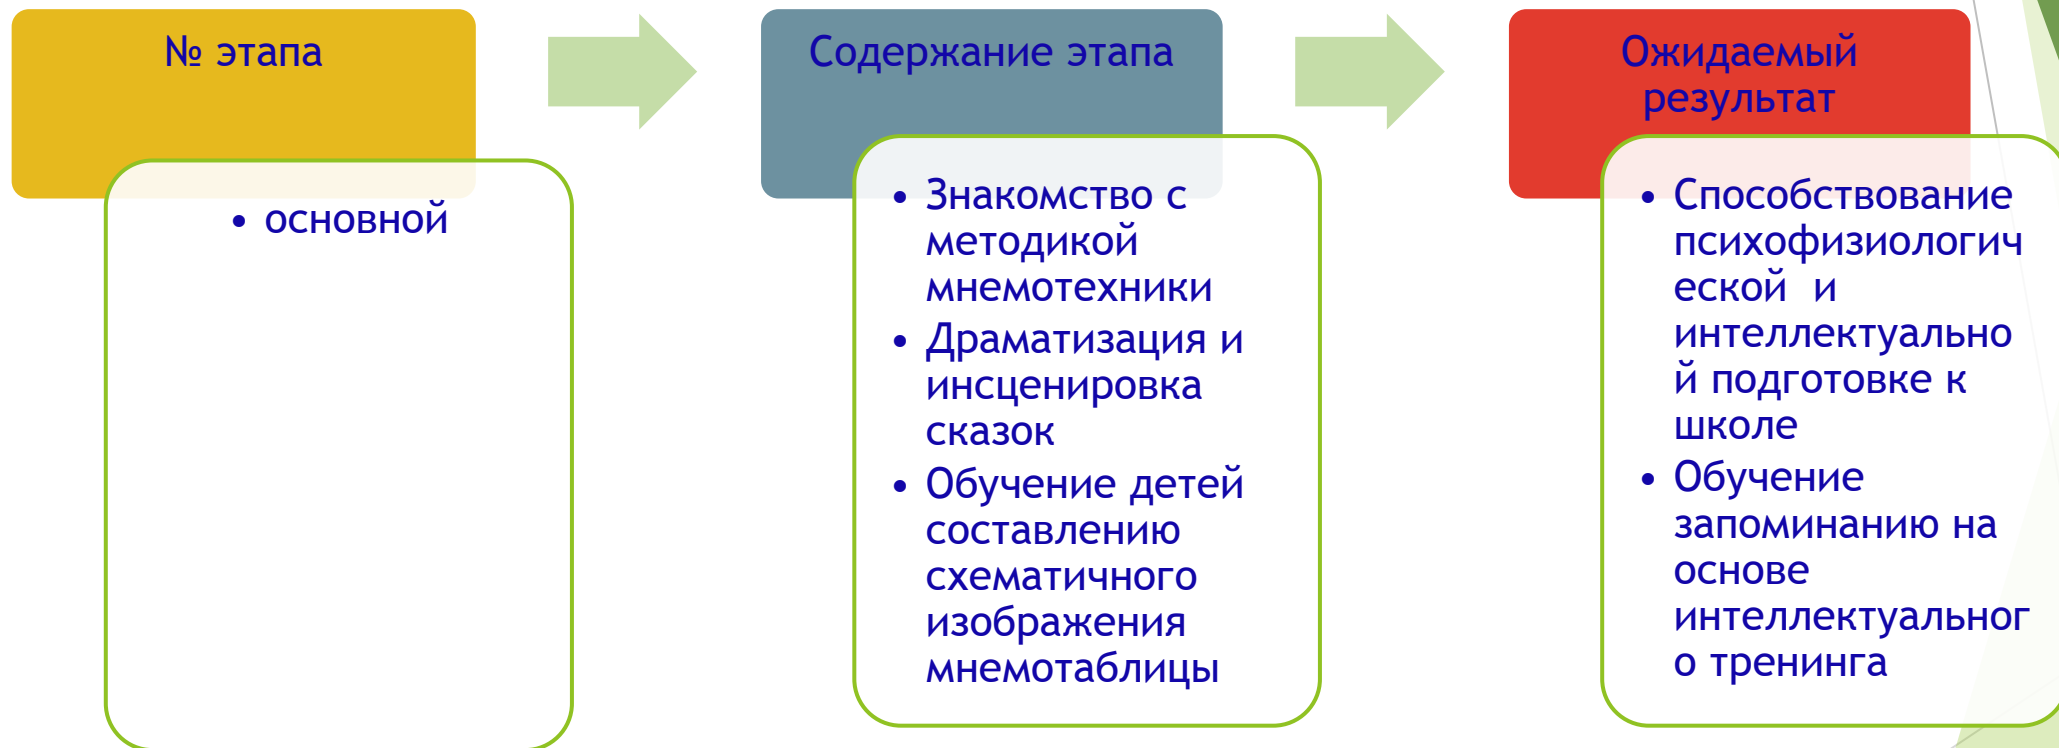 № этапа
• основной
Содержание этапа
• Знакомство с
методикой
мнемотехники
• Драматизация и
инсценировка
сказок
• Обучение детей
составлению
схематичного
изображения
мнемотаблицы
Ожидаемый
результат
• Способствование
психофизиологич
еской и
интеллектуально
й подготовке к
школе
• Обучение
запоминанию на
основе
интеллектуальног
о тренинга